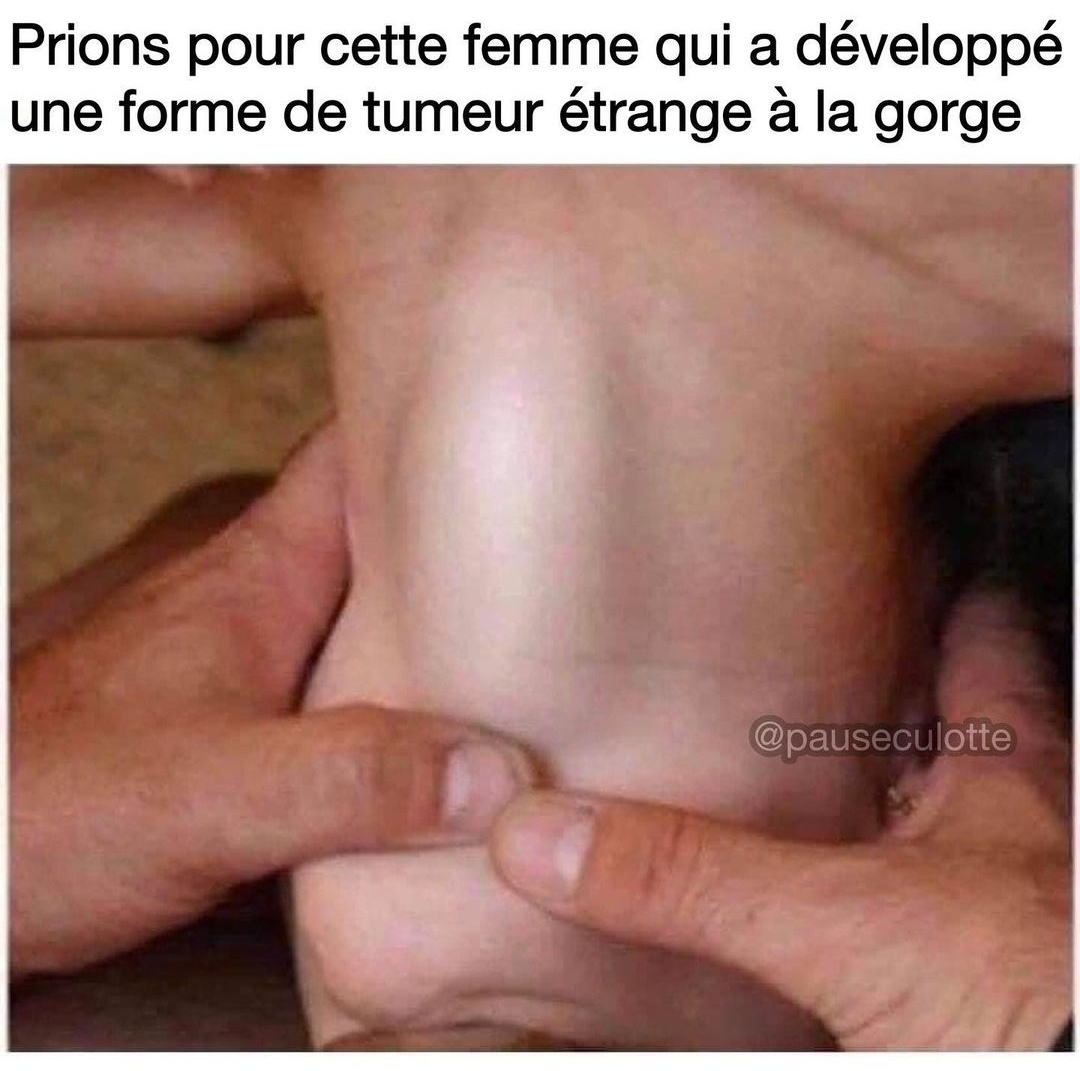 Prions pour cette femme qui a développé
une forme de tumeur étrange à la gorge
@pauseculotte